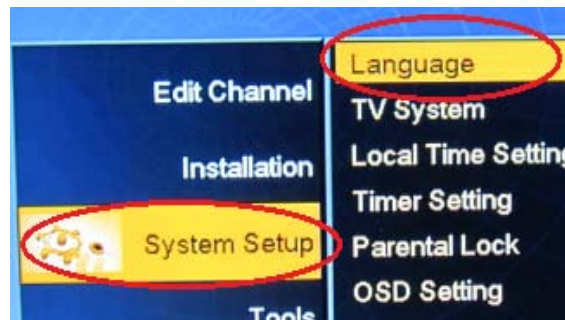 Edit Channel
Installation
System Setup
Tools
Language
TV System
Local Time Setting
Timer Setting
Parental Lock
OSD Setting